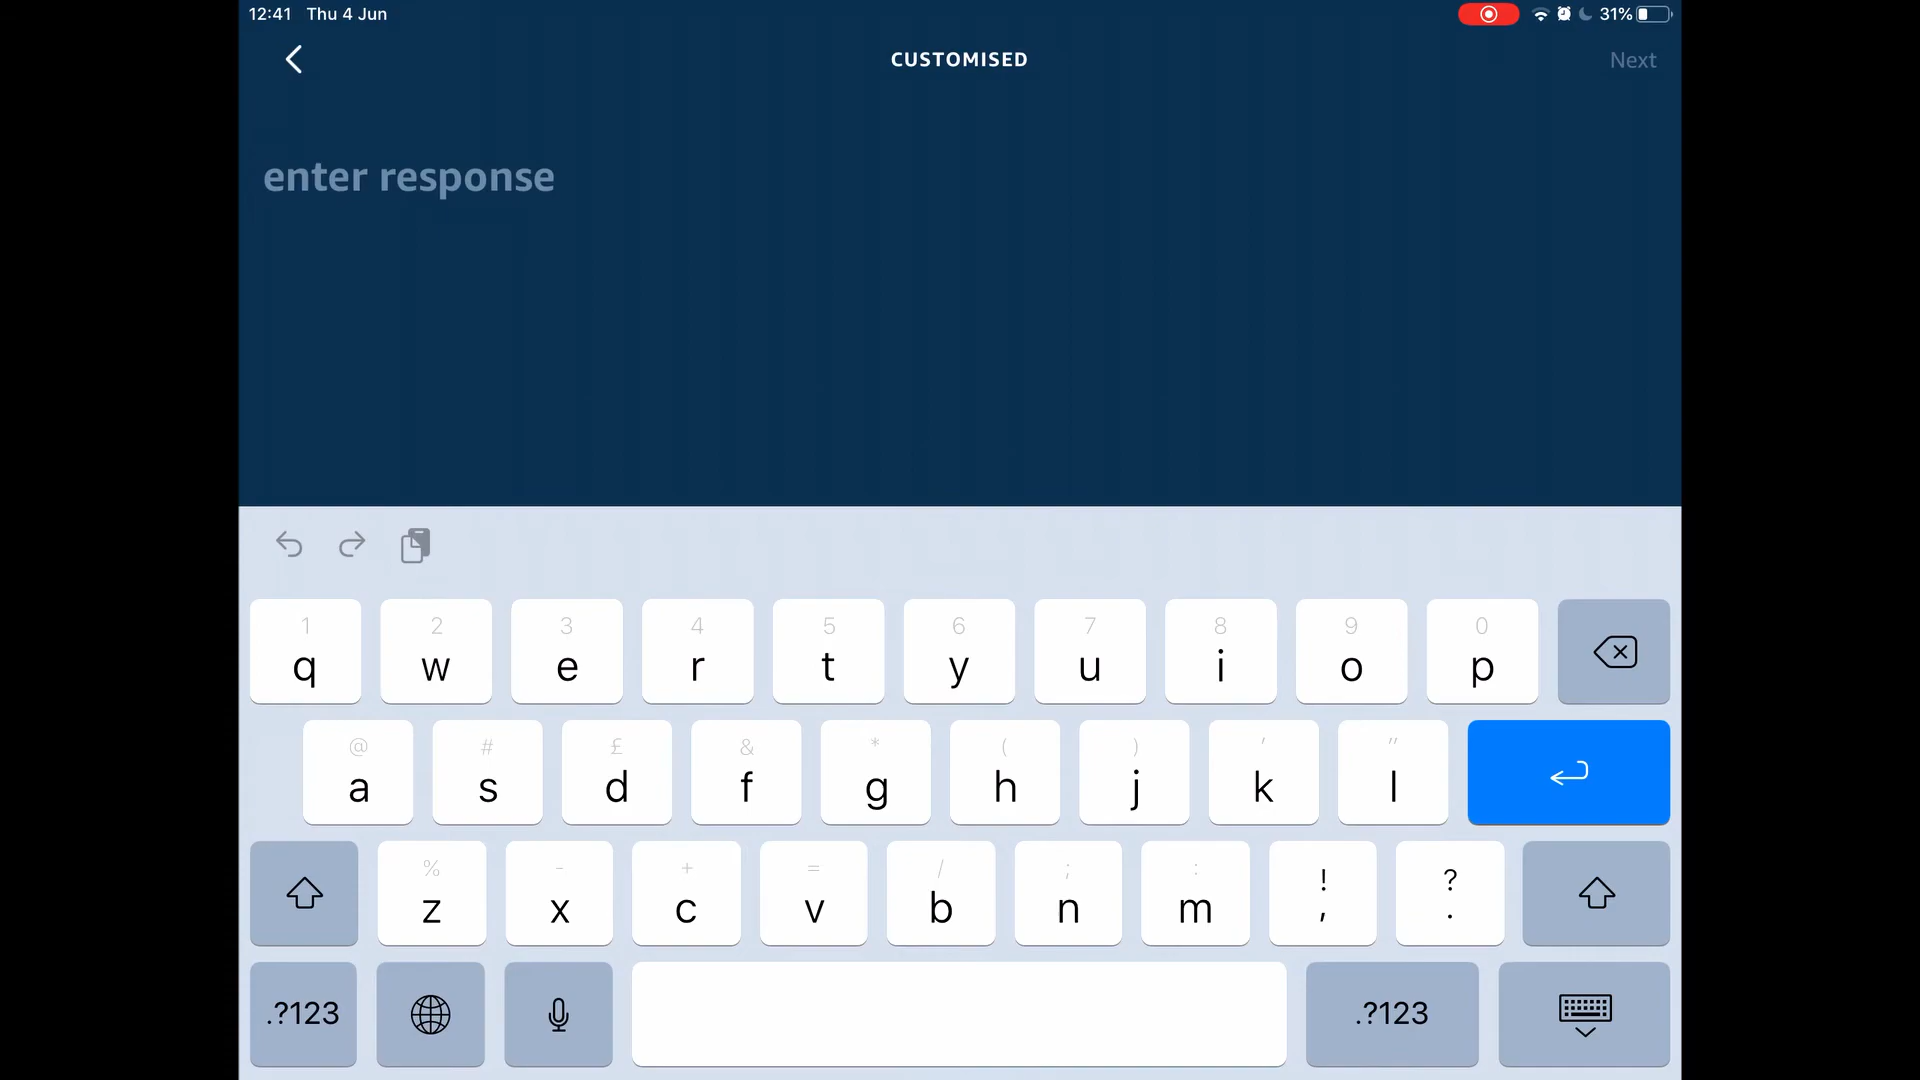 12:41 Thu 4 Jun 31%
CUSTOMISED Next
enter response
1 2 3 4 5 6 7 8 9 0
q w e r t y u i o p
@ # £ & * ( ) ' "
a s d f g h j k l
% - + = / ; : ! ?
z x c v b n m , .
.?123 .?123